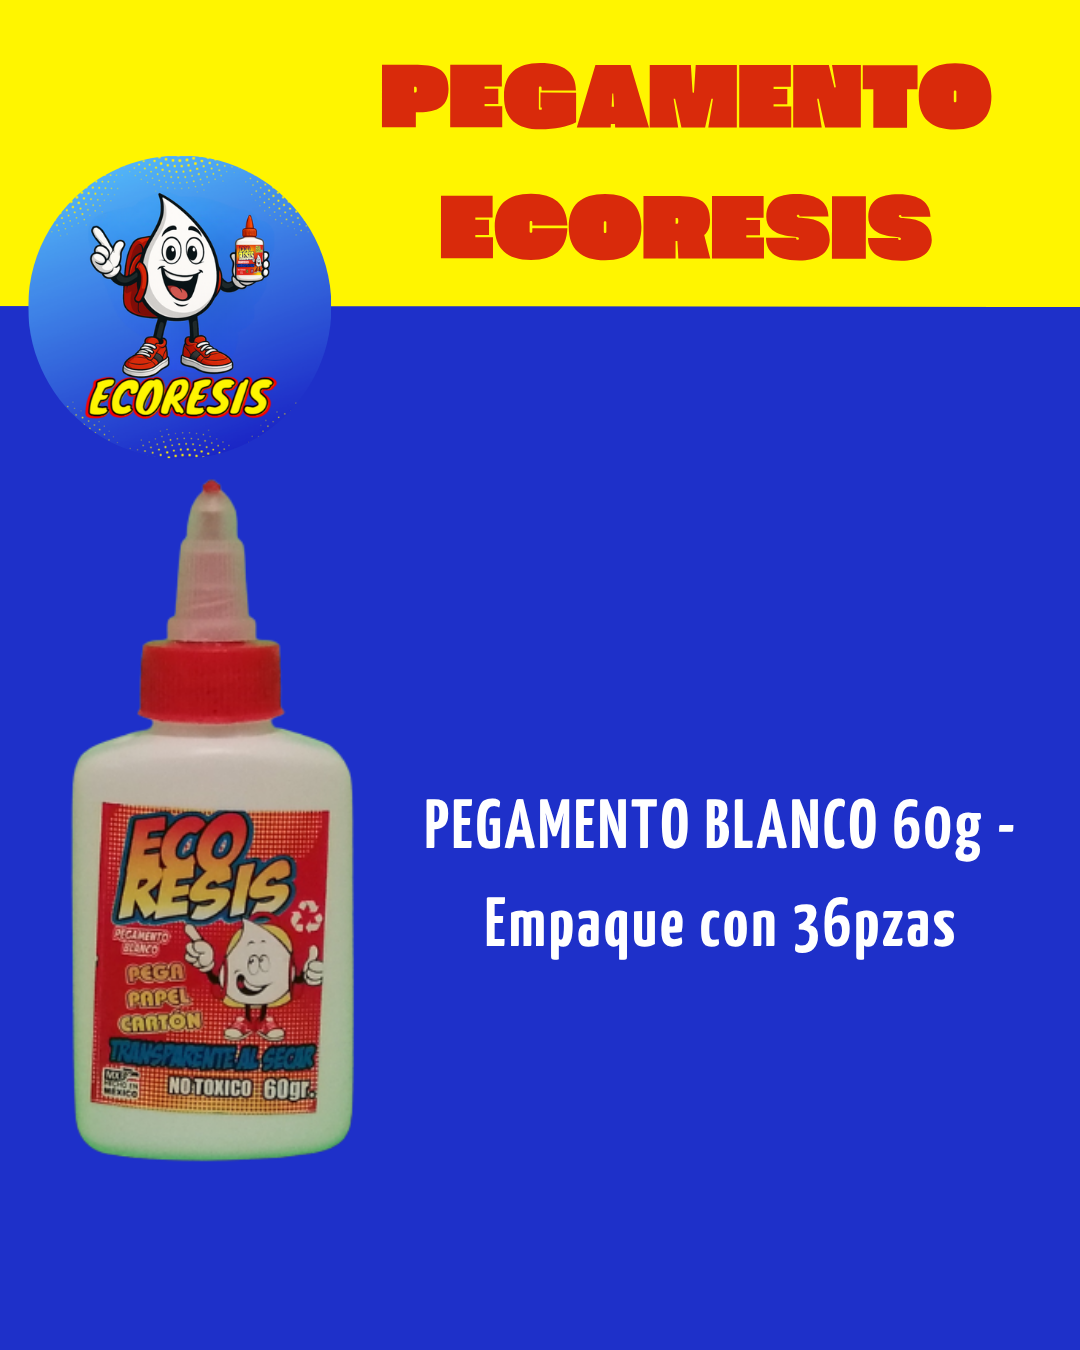 PEGAMENTO
ECORESIS
ECORESIS
PEGAMENTO BLANCO 60g -
Empaque con 36pzas
ECO
RESIS
PEGAMENTO
BLANCO
PEGA
PAPEL
CARTÓN
TRANSPARENTE AL SECAR
HECHO EN
MÉXICO
NO TOXICO 60gr.